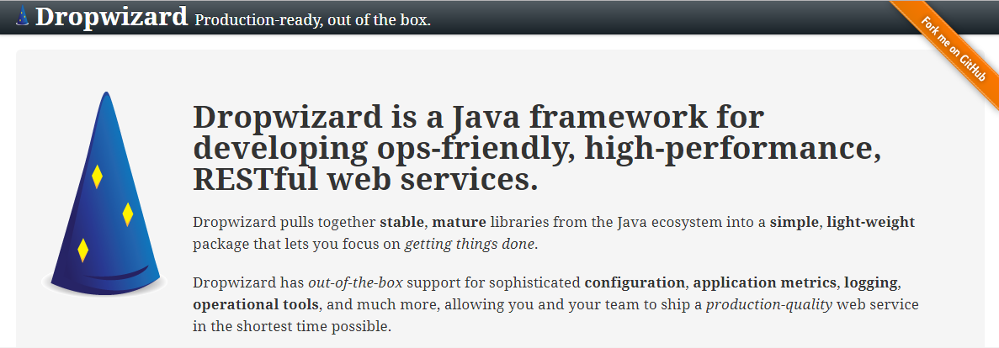 Dropwizard Production-ready, out of the box.
Fork me on GitHub
Dropwizard is a Java framework for
developing ops-friendly, high-performance,
RESTful web services.
Dropwizard pulls together stable, mature libraries from the Java ecosystem into a simple, light-weight
package that lets you focus on getting things done.
Dropwizard has out-of-the-box support for sophisticated configuration, application metrics, logging,
operational tools, and much more, allowing you and your team to ship a production-quality web service
in the shortest time possible.